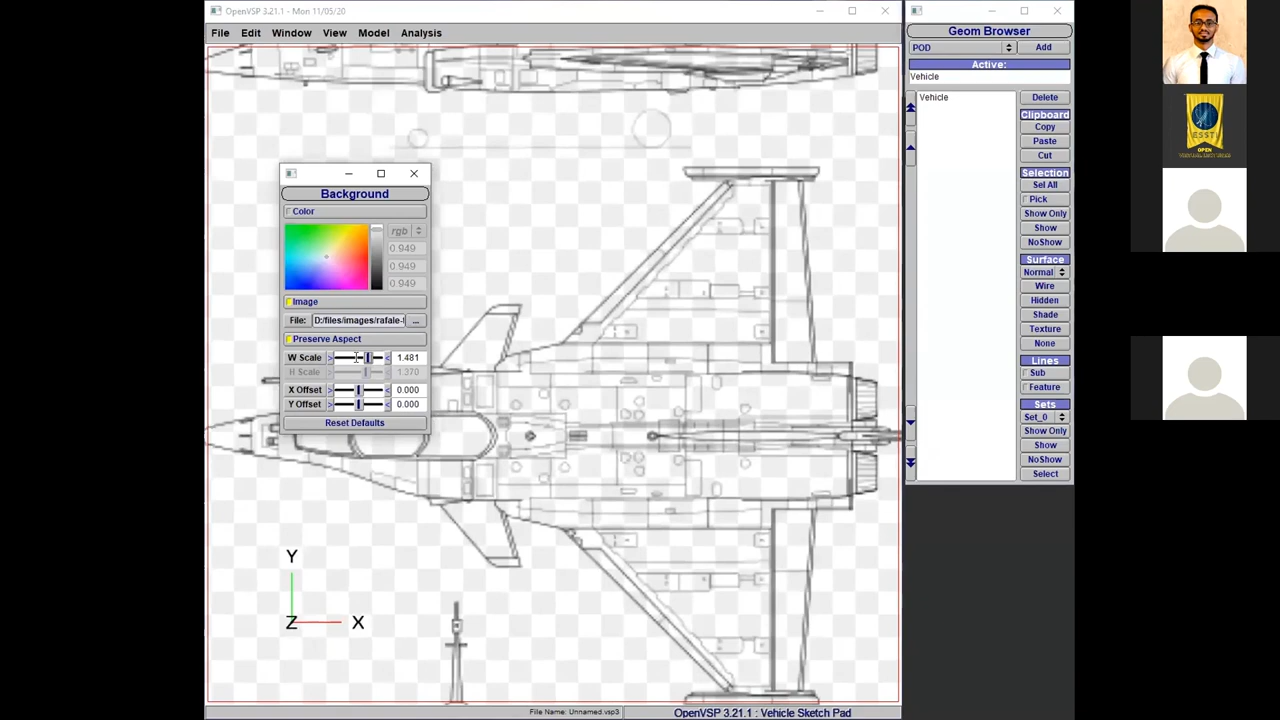 OpenVSP 3.21.1 - Mon 11/05/20
File Edit Window View Model Analysis
Background
Color
rgb
0.949
0.949
0.949
Image
File: D:/files/images/rafale-
...
Preserve Aspect
W Scale > < 1.481
H Scale > < 1.370
X Offset > < 0.000
Y Offset > < 0.000
Reset Defaults
Y
Z X
File Name: Unnamed.vsp3
OpenVSP 3.21.1 : Vehicle Sketch Pad
Geom Browser
POD Add
Active:
Vehicle
Vehicle
Delete
Clipboard
Copy
Paste
Cut
Selection
Sel All
Pick
Show Only
Show
NoShow
Surface
Normal
Wire
Hidden
Shade
Texture
None
Lines
Sub
Feature
Sets
Set_0
Show Only
Show
NoShow
Select
ESSTI
OPEN